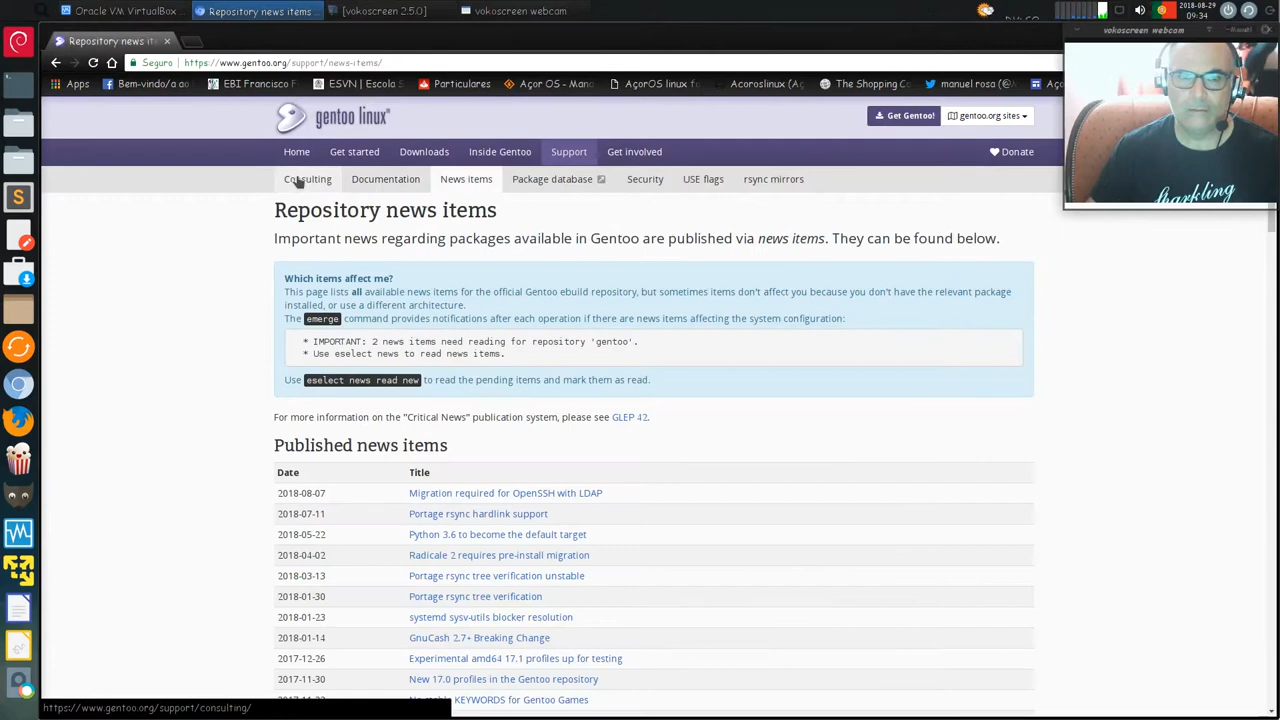 Oracle VM VirtualBox
Repository news items
[vokoscreen 2.5.0]
vokoscreen webcam
2018-08-29
09:34
Repository news it
vokoscreen webcam
Seguro
https://www.gentoo.org/support/news-items/
Apps
Bem-vindo/a ao
EBI Francisco F
ESVN | Escola
Particulares
Açor OS - Mano
AçorOS linux fo
Acoroslinux (A
The Shopping Co
manuel rosa (@
Aço
gentoo linux
Get Gentoo!
gentoo.org sites
Home
Get started
Downloads
Inside Gentoo
Support
Get involved
Donate
Consulting
Documentation
News items
Package database
Security
USE flags
rsync mirrors
sparkling
Repository news items
Important news regarding packages available in Gentoo are published via news items. They can be found below.
Which items affect me?
This page lists all available news items for the official Gentoo ebuild repository, but sometimes items don't affect you because you don't have the relevant package
installed, or use a different architecture.
The emerge command provides notifications after each operation if there are news items affecting the system configuration:
* IMPORTANT: 2 news items need reading for repository 'gentoo'.
* Use eselect news to read news items.
Use eselect news read new to read the pending items and mark them as read.
For more information on the "Critical News" publication system, please see GLEP 42.
Published news items
Date Title
2018-08-07 Migration required for OpenSSH with LDAP
2018-07-11 Portage rsync hardlink support
2018-05-22 Python 3.6 to become the default target
2018-04-02 Radicale 2 requires pre-install migration
2018-03-13 Portage rsync tree verification unstable
2018-01-30 Portage rsync tree verification
2018-01-23 systemd sysv-utils blocker resolution
2018-01-14 GnuCash 2.7+ Breaking Change
2017-12-26 Experimental amd64 17.1 profiles up for testing
2017-11-30 New 17.0 profiles in the Gentoo repository
KEYWORDS for Gentoo Games
https://www.gentoo.org/support/consulting/